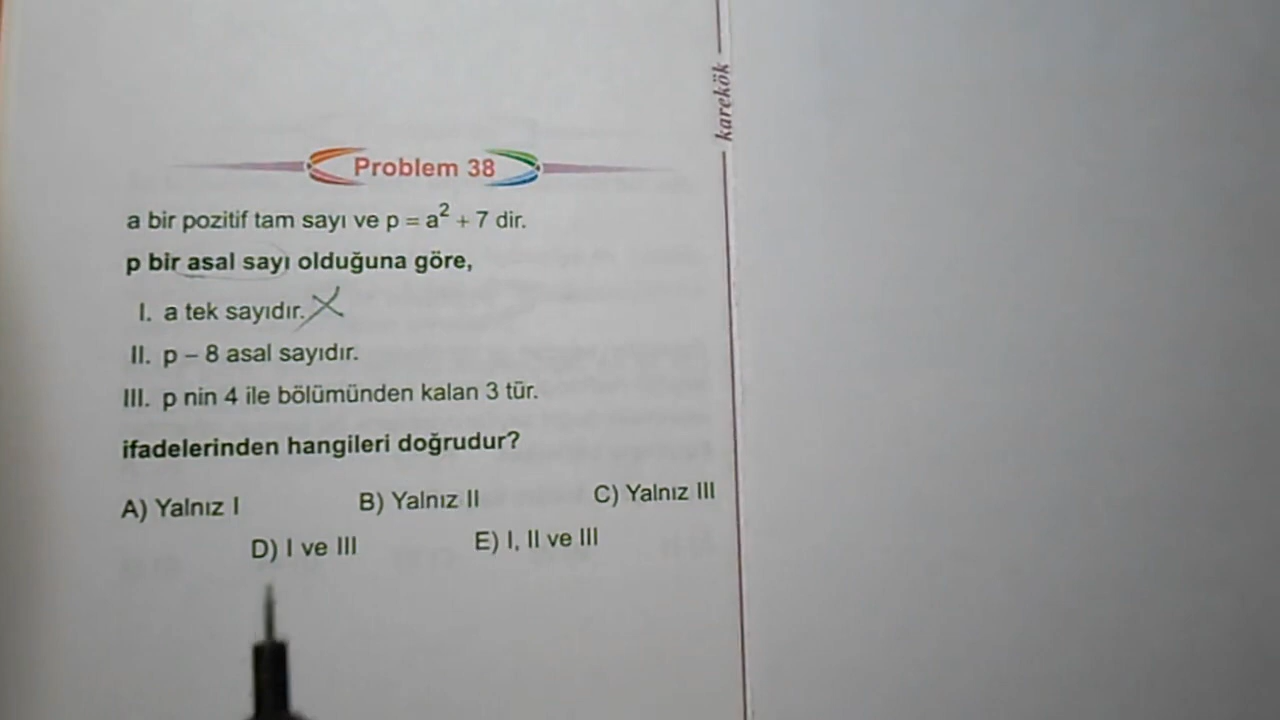 karekök
Problem 38
a bir pozitif tam sayı ve p = a² + 7 dir.
p bir asal sayı olduğuna göre,
I. a tek sayıdır.
II. p – 8 asal sayıdır.
III. p nin 4 ile bölümünden kalan 3 tür.
ifadelerinden hangileri doğrudur?
A) Yalnız I B) Yalnız II C) Yalnız III
D) I ve III E) I, II ve III